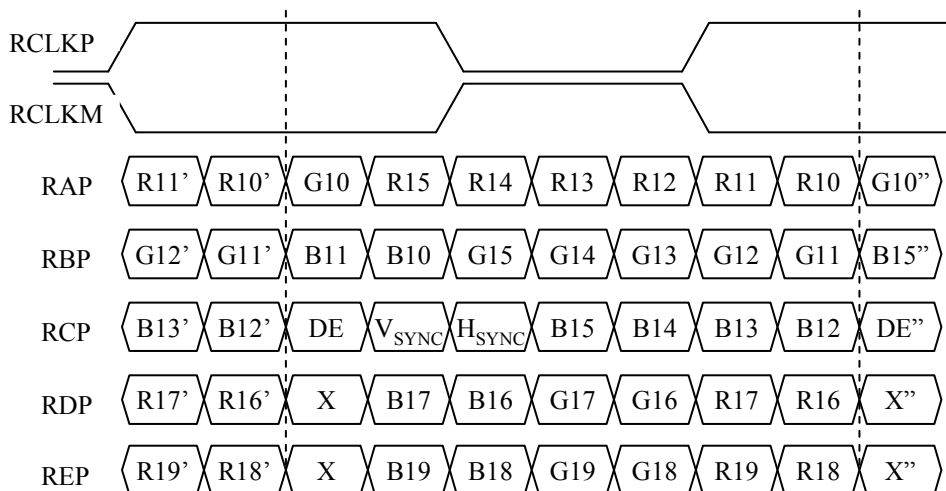 RCLKP
RCLKM
RAP R11’ R10’ G10 R15 R14 R13 R12 R11 R10 G10”
RBP G12’ G11’ B11 B10 G15 G14 G13 G12 G11 B15”
RCP B13’ B12’ DE VSYNC HSYNC B15 B14 B13 B12 DE”
RDP R17’ R16’ X B17 B16 G17 G16 R17 R16 X”
REP R19’ R18’ X B19 B18 G19 G18 R19 R18 X”